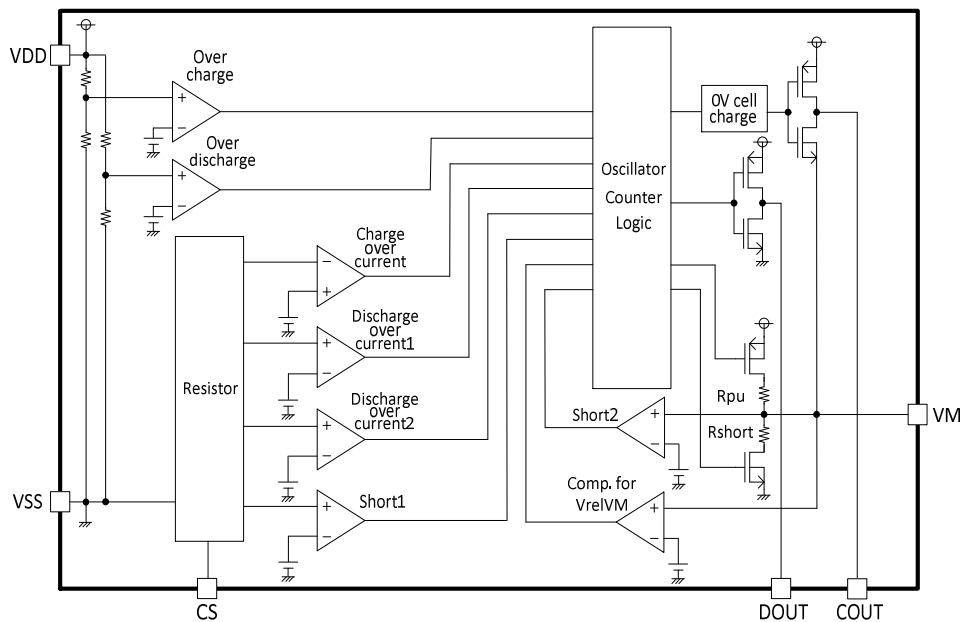 VDD
Over
charge
+
−
Over
discharge
+
−
Oscillator
Counter
Logic
0V cell
charge
Charge
over
current
−
+
Discharge
over
current1
+
−
Resistor
Discharge
over
current2
+
−
Short1
+
−
Short2
+
−
Rpu
Rshort
VM
Comp. for
VrelVM
+
−
VSS
CS
DOUT
COUT